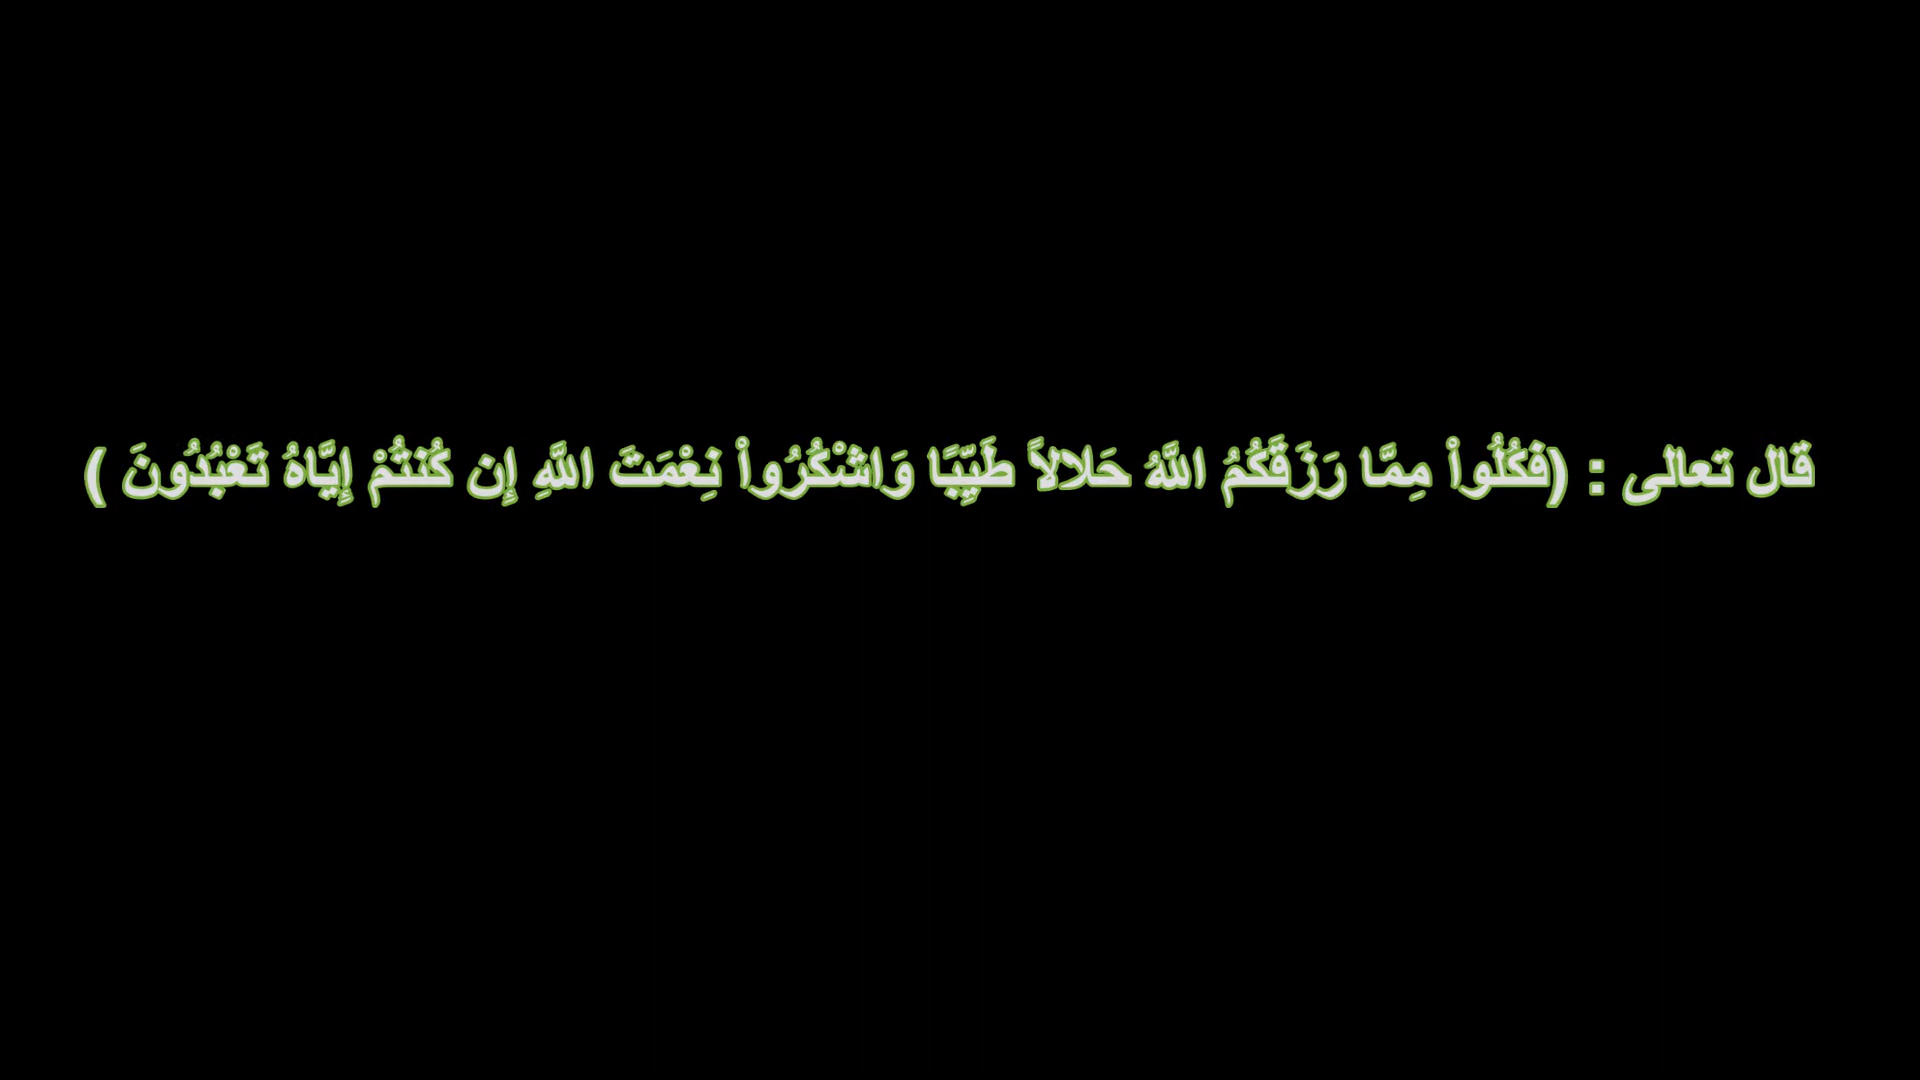 قال تعالى : (فَكُلُواْ مِمَّا رَزَقَكُمُ اللَّهُ حَلالاً طَيِّبًا وَاشْكُرُواْ نِعْمَتَ اللَّهِ إِن كُنتُمْ إِيَّاهُ تَعْبُدُونَ )